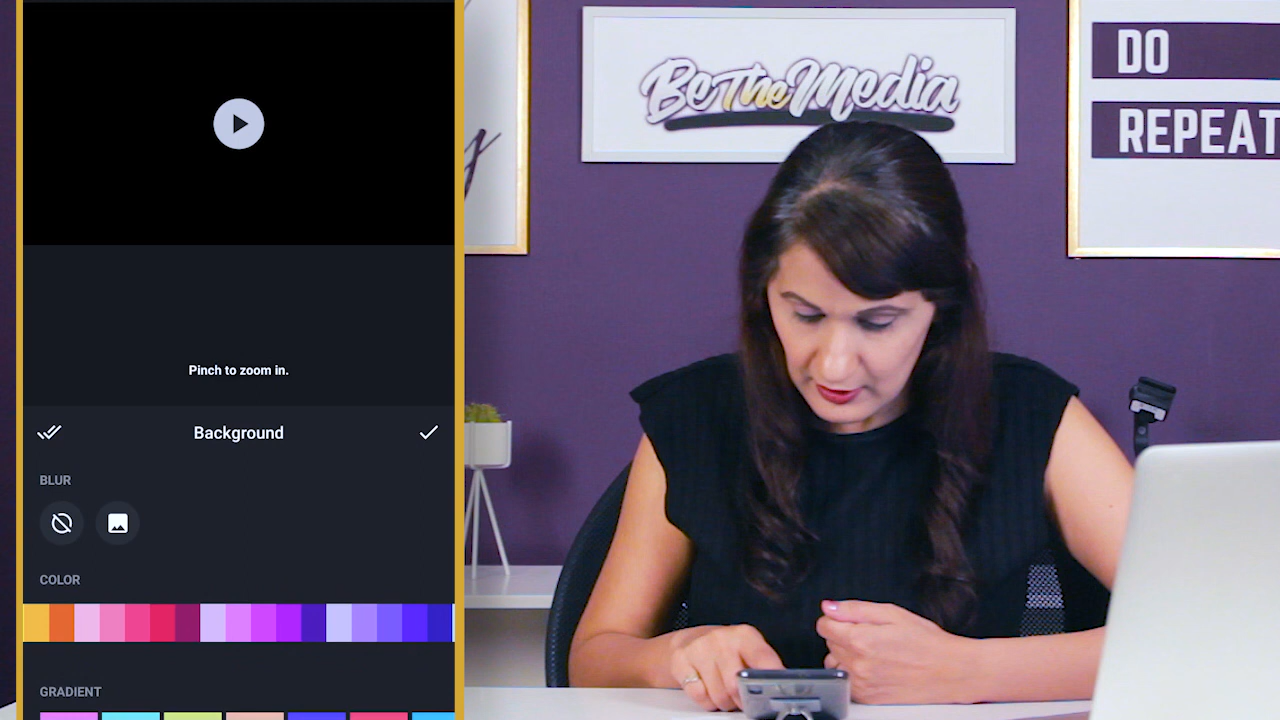 Pinch to zoom in.
Background
BLUR
COLOR
GRADIENT
BeTheMedia
DO
REPEAT